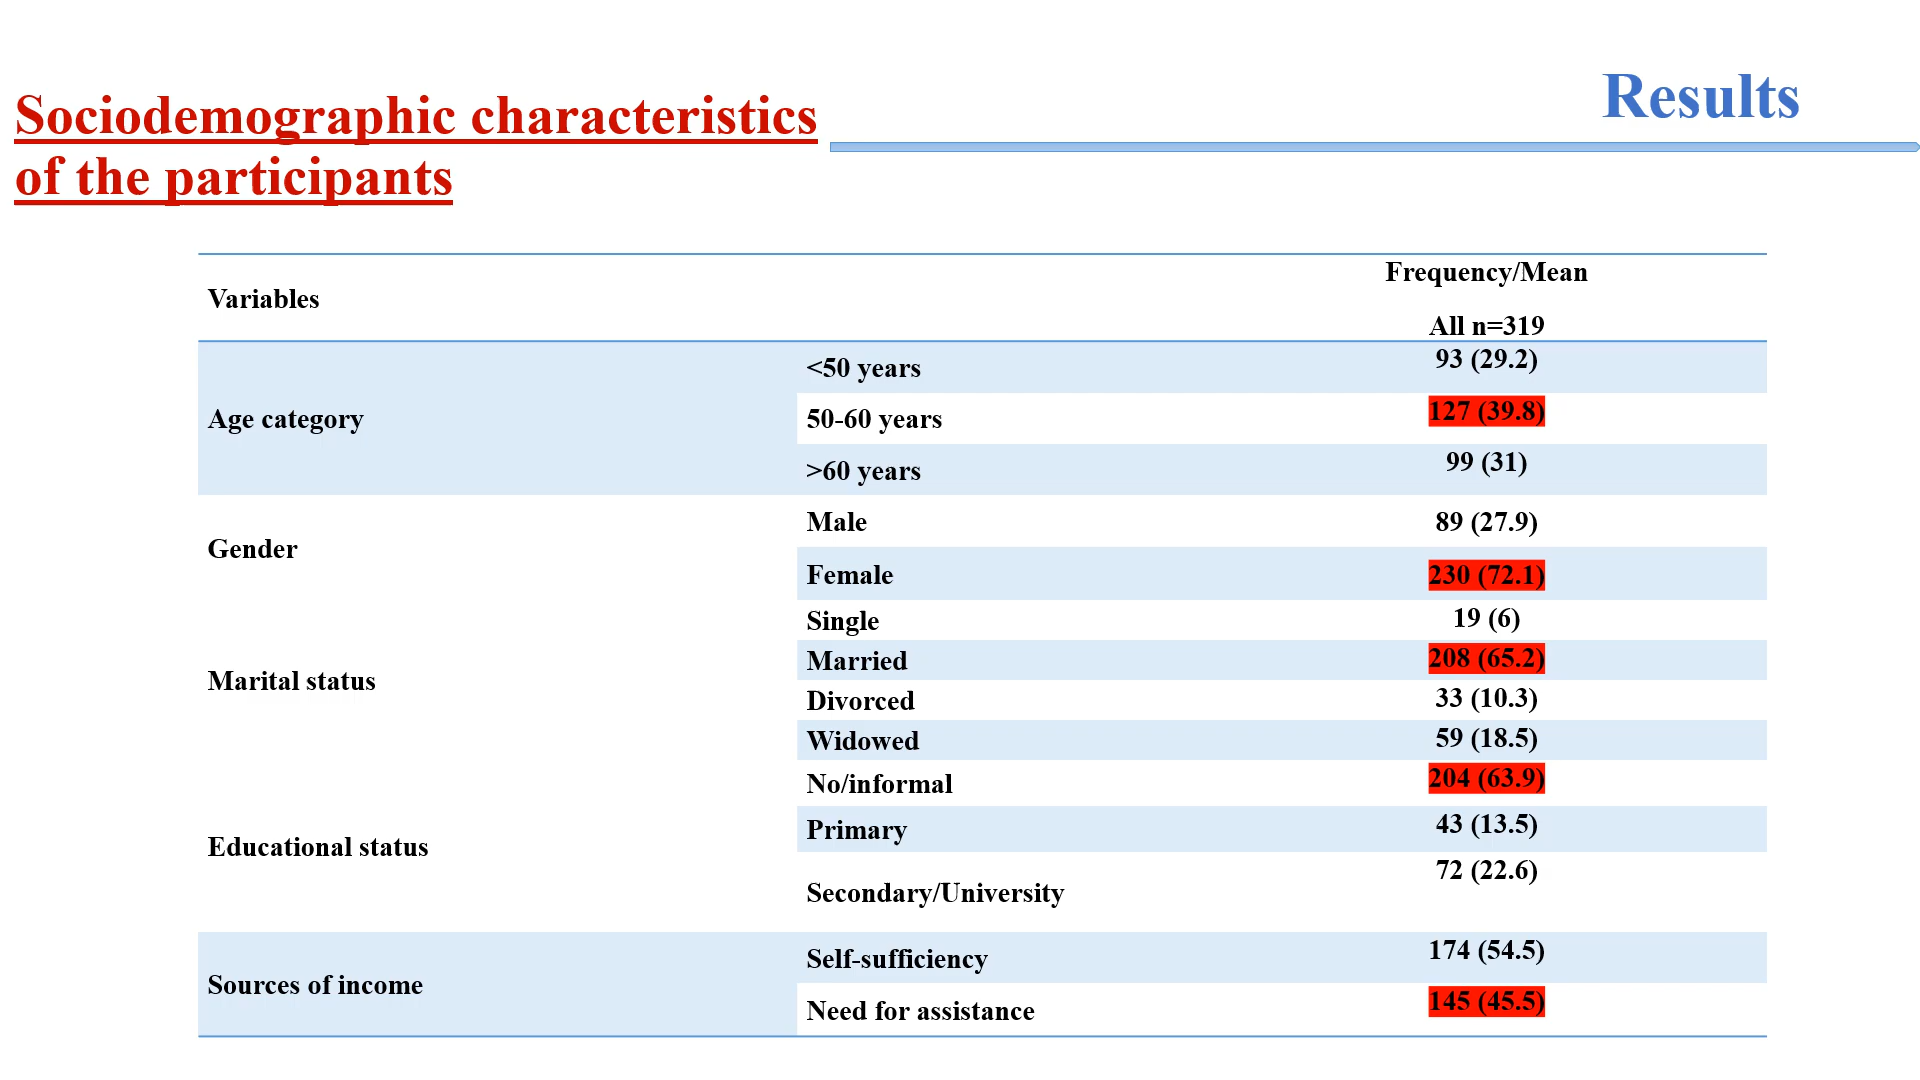 Results
Sociodemographic characteristics
of the participants
Variables
Frequency/Mean
All n=319
Age category
<50 years 93 (29.2)
50-60 years 127 (39.8)
>60 years 99 (31)
Gender
Male 89 (27.9)
Female 230 (72.1)
Marital status
Single 19 (6)
Married 208 (65.2)
Divorced 33 (10.3)
Widowed 59 (18.5)
Educational status
No/informal 204 (63.9)
Primary 43 (13.5)
Secondary/University 72 (22.6)
Sources of income
Self-sufficiency 174 (54.5)
Need for assistance 145 (45.5)